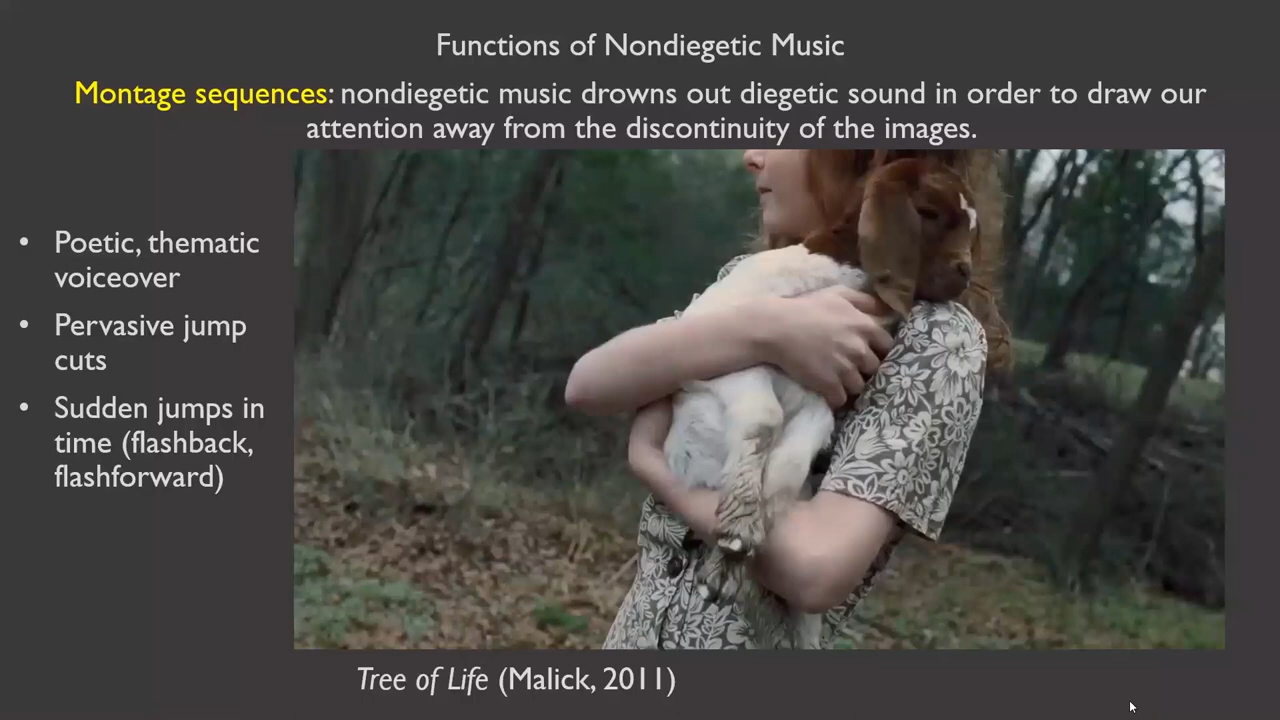 Functions of Nondiegetic Music
Montage sequences: nondiegetic music drowns out diegetic sound in order to draw our
attention away from the discontinuity of the images.
• Poetic, thematic
voiceover
• Pervasive jump
cuts
• Sudden jumps in
time (flashback,
flashforward)
Tree of Life (Malick, 2011)